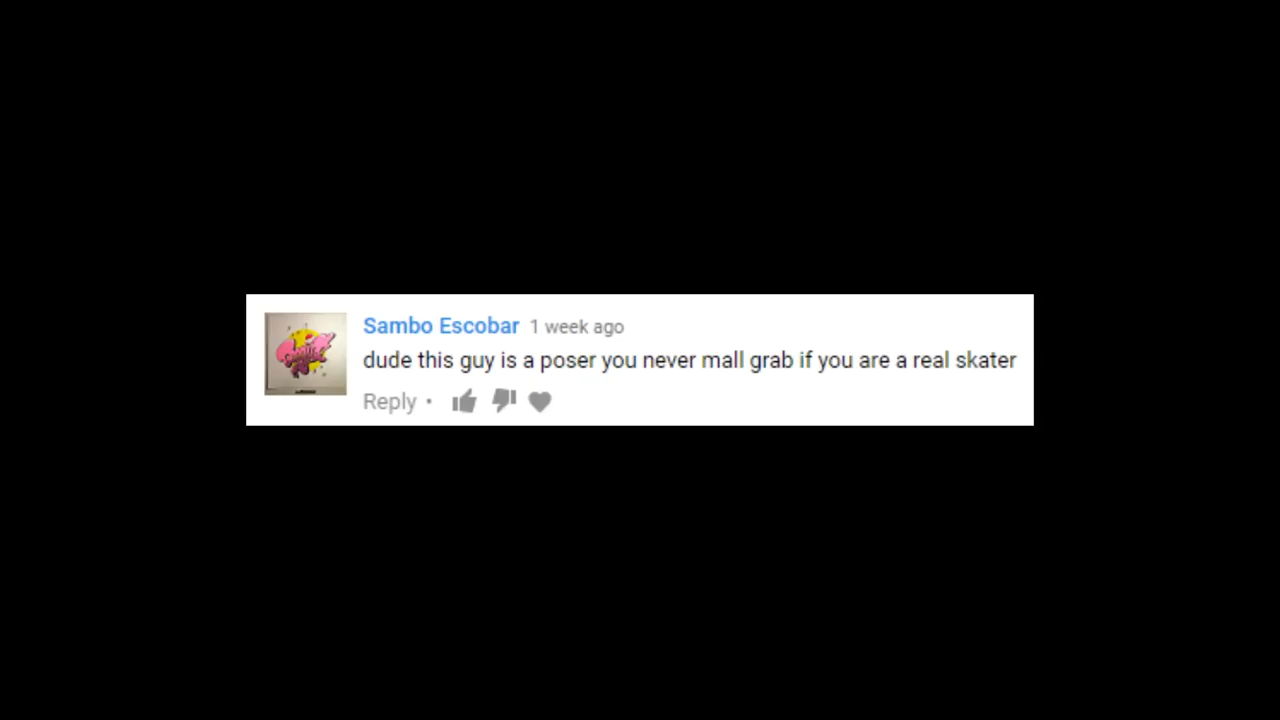 Sambo Escobar 1 week ago
dude this guy is a poser you never mall grab if you are a real skater
Reply •